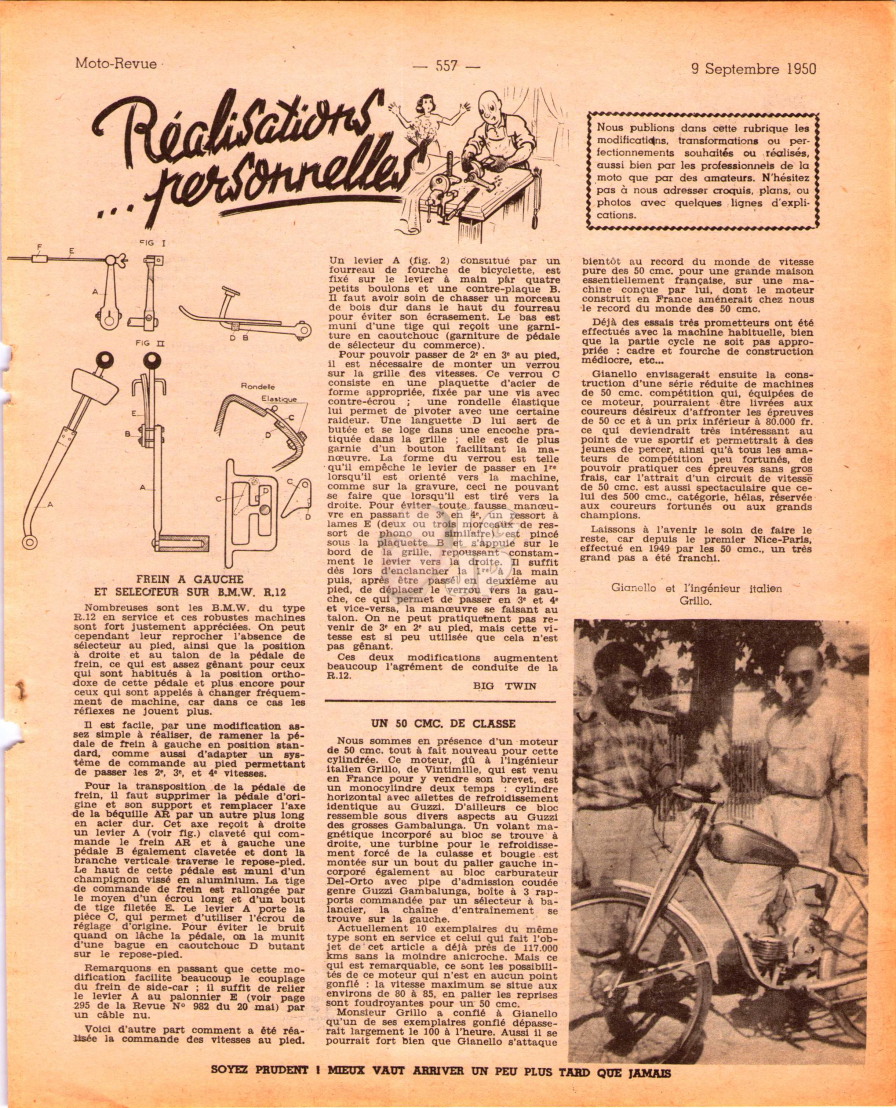 Moto-Revue
— 557 —
9 Septembre 1950
Réalisations
... personnelles
Nous publions dans cette rubrique les
modifications, transformations ou per-
fectionnements souhaités ou réalisés,
aussi bien par les professionnels de la
moto que par des amateurs. N'hésitez
pas à nous adresser croquis, plans, ou
photos avec quelques lignes d'expli-
cations.
F
E
FIG I
A
D B
FIG II
E
B
A
A
Rondelle
Elastique
C
D
C
C
D
FREIN A GAUCHE
ET SELECTEUR SUR B.M.W. R.12
Nombreuses sont les B.M.W. du type
R.12 en service et ces robustes machines
sont fort justement appréciées. On peut
cependant leur reprocher l'absence de
sélecteur au pied, ainsi que la position
à droite et au talon de la pédale de
frein, ce qui est assez gênant pour ceux
qui sont habitués à la position ortho-
doxe de cette pédale et plus encore pour
ceux qui sont appelés à changer fréquem-
ment de machine, car dans ce cas les
réflexes ne jouent plus.
Il est facile, par une modification as-
sez simple à réaliser, de ramener la pé-
dale de frein à gauche en position stan-
dard, comme aussi d'adapter un sys-
tème de commande au pied permettant
de passer les 2e, 3e, et 4e vitesses.
Pour la transposition de la pédale de
frein, il faut supprimer la pédale d'ori-
gine et son support et remplacer l'axe
de la béquille AR par un autre plus long
en acier dur. Cet axe reçoit à droite
un levier A (voir fig.) claveté qui com-
mande le frein AR et à gauche une
pédale B également clavetée et dont la
branche verticale traverse le repose-pied.
Le haut de cette pédale est muni d'un
champignon vissé en aluminium. La tige
de commande de frein est rallongée par
le moyen d'un écrou long et d'un bout
de tige filetée E. Le levier A porte la
pièce C, qui permet d'utiliser l'écrou de
réglage d'origine. Pour éviter le bruit
quand on lâche la pédale, on la munit
d'une bague en caoutchouc D butant
sur le repose-pied.
Remarquons en passant que cette mo-
dification facilite beaucoup le couplage
du frein de side-car ; il suffit de relier
le levier A au palonnier E (voir page
295 de la Revue N° 982 du 20 mai) par
un câble nu.
Voici d'autre part comment a été réa-
lisée la commande des vitesses au pied.
Un levier A (fig. 2) constitué par un
fourreau de fourche de bicyclette, est
fixé sur le levier à main par quatre
petits boulons et une contre-plaque B.
Il faut avoir soin de chasser un morceau
de bois dur dans le haut du fourreau
pour éviter son écrasement. Le bas est
muni d'une tige qui reçoit une garni-
ture en caoutchouc (garniture de pédale
de sélecteur du commerce).
Pour pouvoir passer de 2e en 3e au pied,
il est nécessaire de monter un verrou
sur la grille des vitesses. Ce verrou C
consiste en une plaquette d'acier de
forme appropriée, fixée par une vis avec
contre-écrou ; une rondelle élastique
lui permet de pivoter avec une certaine
raideur. Une languette D lui sert de
butée et se loge dans une encoche pra-
tiquée dans la grille ; elle est de plus
garnie d'un bouton facilitant la ma-
nœuvre. La forme du verrou est telle
qu'il empêche le levier de passer en 1re
lorsqu'il est orienté vers la machine,
comme sur la gravure, ceci ne pouvant
se faire que lorsqu'il est tiré vers la
droite. Pour éviter toute fausse manœu-
vre en passant de 3e en 4e, un ressort à
lames E (deux ou trois morceaux de res-
sort de phono ou similaire) est pincé
sous la plaquette B et s'appuie sur le
bord de la grille, repoussant constam-
ment le levier vers la droite. Il suffit
dès lors d'enclancher la 1re à la main
puis, après être passé en deuxième au
pied, de déplacer le verrou vers la gau-
che, ce qui permet de passer en 3e et 4e
et vice-versa, la manœuvre se faisant au
talon. On ne peut pratiquement pas re-
venir de 3e en 2e au pied, mais cette vi-
tesse est si peu utilisée que cela n'est
pas gênant.
Ces deux modifications augmentent
beaucoup l'agrément de conduite de la
R.12.
BIG TWIN
UN 50 CMC. DE CLASSE
Nous sommes en présence d'un moteur
de 50 cmc. tout à fait nouveau pour cette
cylindrée. Ce moteur, dû à l'ingénieur
italien Grillo, de Vintimille, qui est venu
en France pour y vendre son brevet, est
un monocylindre deux temps : cylindre
horizontal avec ailettes de refroidissement
identique au Guzzi. D'ailleurs ce bloc
ressemble sous divers aspects au Guzzi
des grosses Gambalunga. Un volant ma-
gnétique incorporé au bloc se trouve à
droite, une turbine pour le refroidisse-
ment forcé de la culasse et bougie est
montée sur un bout du palier gauche in-
corporé également au bloc carburateur
Del-Orto avec pipe d'admission coudée
genre Guzzi Gambalunga, boîte à 3 rap-
ports commandée par un sélecteur à ba-
lancier, la chaîne d'entraînement se
trouve sur la gauche.
Actuellement 10 exemplaires du même
type sont en service et celui qui fait l'ob-
jet de cet article a déjà près de 117.000
kms sans la moindre anicroche. Mais ce
qui est remarquable, ce sont les possibili-
tés de ce moteur qui n'est en aucun point
gonflé : la vitesse maximum se situe aux
environs de 80 à 85, en palier les reprises
sont foudroyantes pour un 50 cmc.
Monsieur Grillo a confié à Gianello
qu'un de ses exemplaires gonflé dépasse-
rait largement le 100 à l'heure. Aussi il se
pourrait fort bien que Gianello s'attaque
bientôt au record du monde de vitesse
pure des 50 cmc. pour une grande maison
essentiellement française, sur une ma-
chine conçue par lui, dont le moteur
construit en France amènerait chez nous
le record du monde des 50 cmc.
Déjà des essais très prometteurs ont été
effectués avec la machine habituelle, bien
que la partie cycle ne soit pas appro-
priée : cadre et fourche de construction
médiocre, etc...
Gianello envisagerait ensuite la cons-
truction d'une série réduite de machines
de 50 cmc. compétition qui, équipées de
ce moteur, pourraient être livrées aux
coureurs désireux d'affronter les épreuves
de 50 cc et à un prix inférieur à 80.000 fr.
ce qui deviendrait très intéressant au
point de vue sportif et permettrait à des
jeunes de percer, ainsi qu'à tous les ama-
teurs de compétition peu fortunés, de
pouvoir pratiquer ces épreuves sans gros
frais, car l'attrait d'un circuit de vitesse
de 50 cmc. est aussi spectaculaire que ce-
lui des 500 cmc., catégorie, hélas, réservée
aux coureurs fortunés ou aux grands
champions.
Laissons à l'avenir le soin de faire le
reste, car depuis le premier Nice-Paris,
effectué en 1949 par les 50 cmc., un très
grand pas a été franchi.
Gianello et l'ingénieur italien
Grillo.
SOYEZ PRUDENT ! MIEUX VAUT ARRIVER UN PEU PLUS TARD QUE JAMAIS